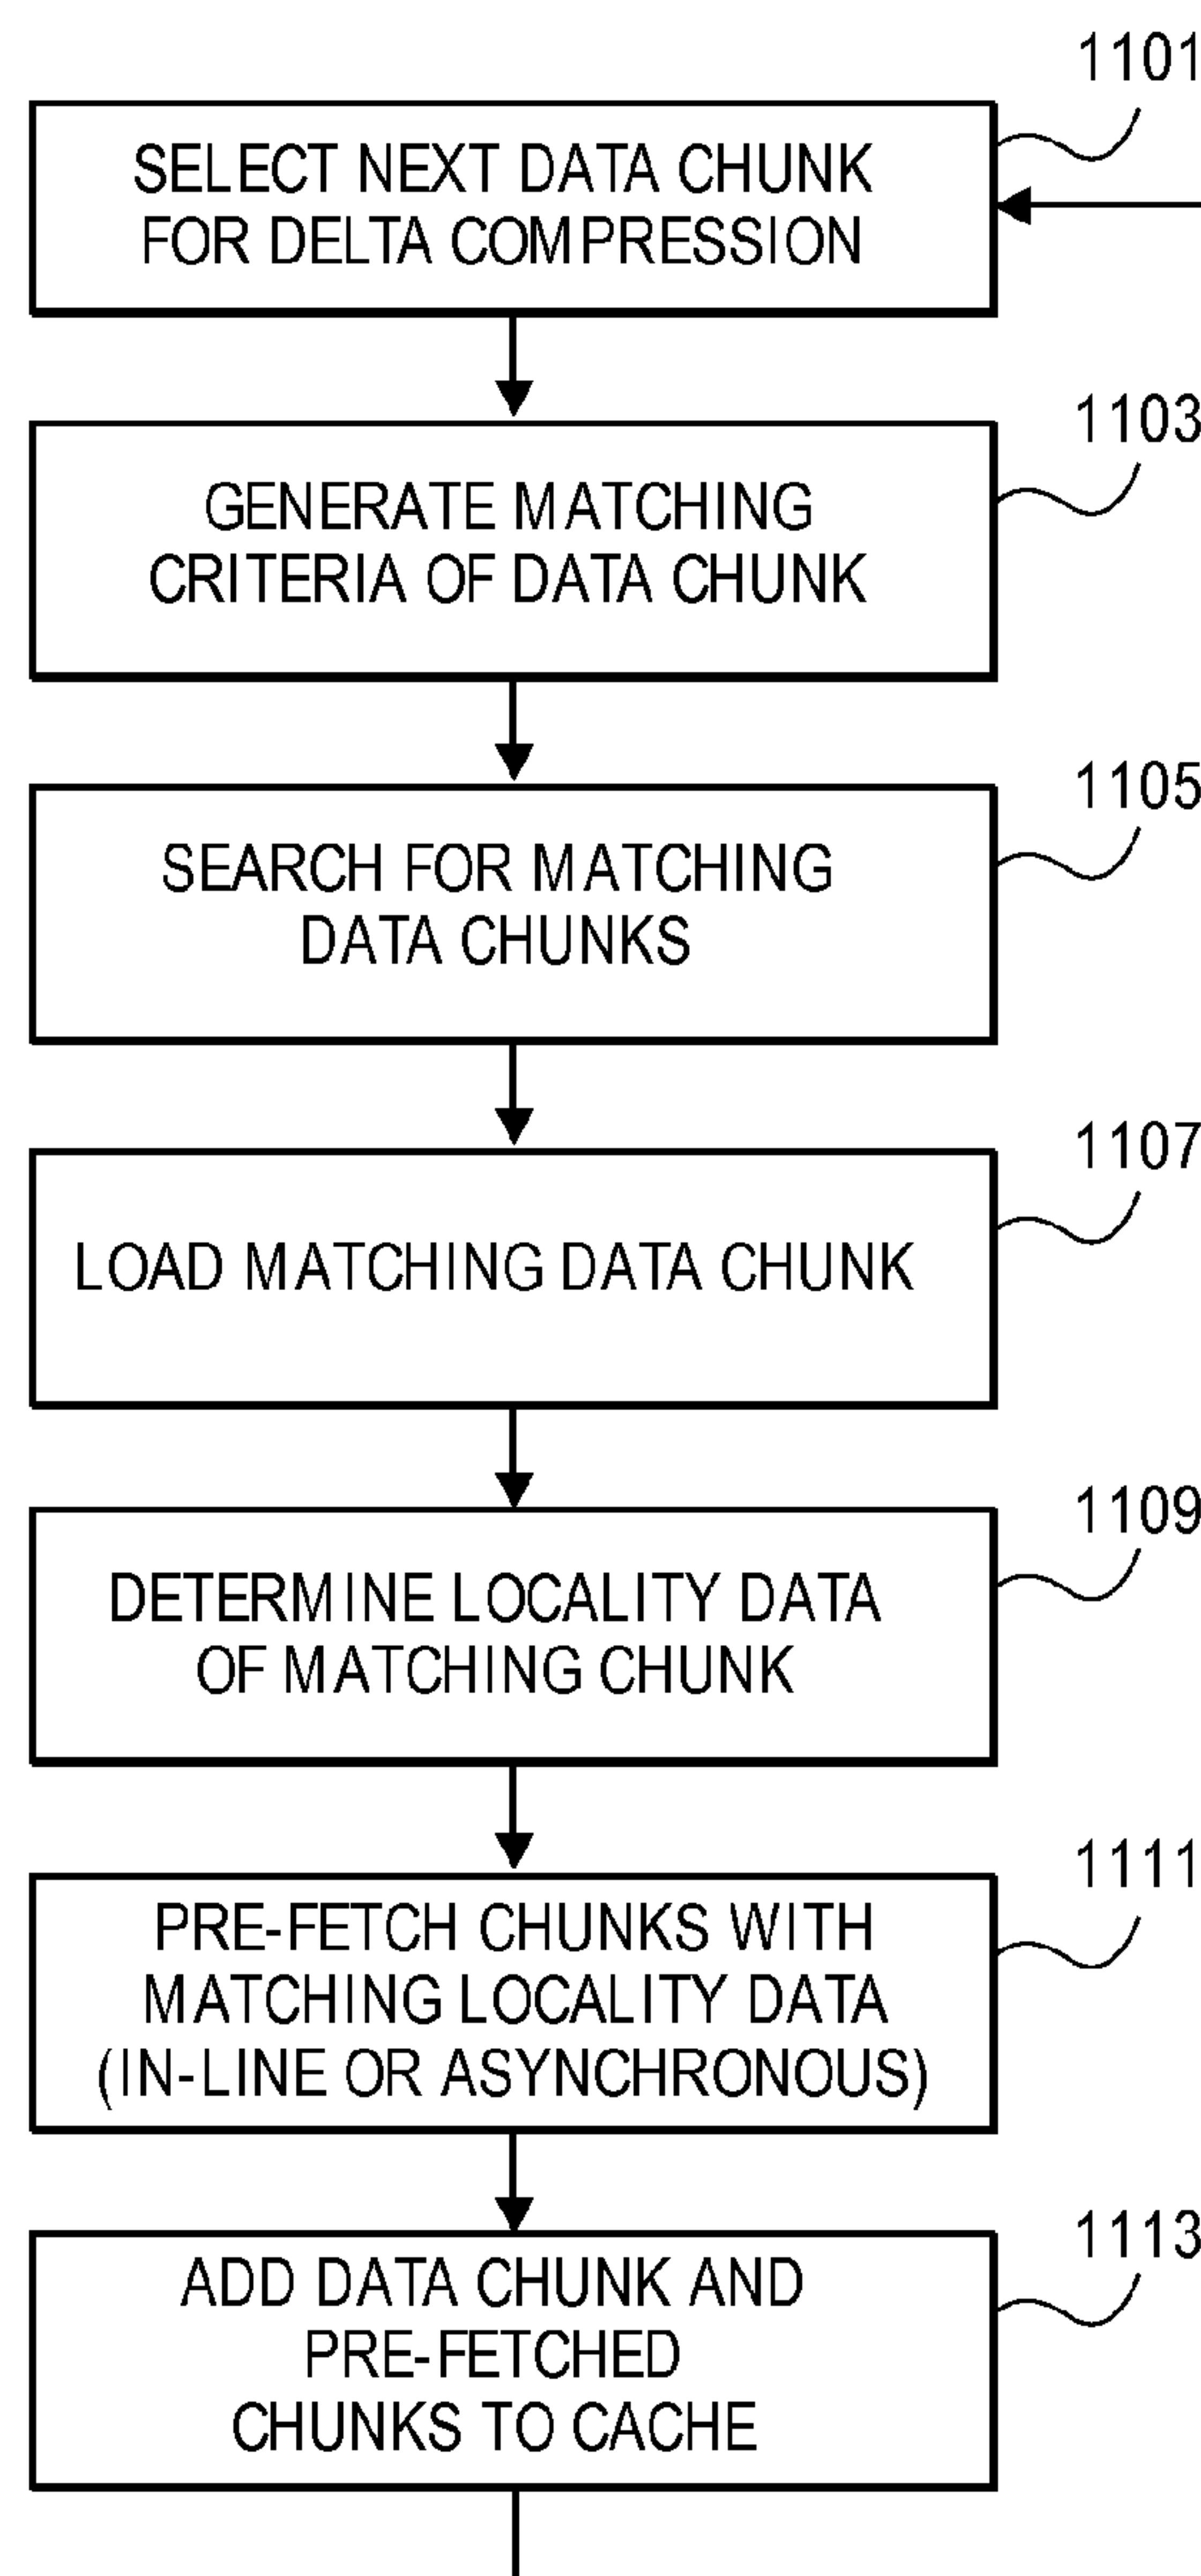 1101
SELECT NEXT DATA CHUNK
FOR DELTA COMPRESSION
1103
GENERATE MATCHING
CRITERIA OF DATA CHUNK
1105
SEARCH FOR MATCHING
DATA CHUNKS
1107
LOAD MATCHING DATA CHUNK
1109
DETERMINE LOCALITY DATA
OF MATCHING CHUNK
1111
PRE-FETCH CHUNKS WITH
MATCHING LOCALITY DATA
(IN-LINE OR ASYNCHRONOUS)
1113
ADD DATA CHUNK AND
PRE-FETCHED
CHUNKS TO CACHE